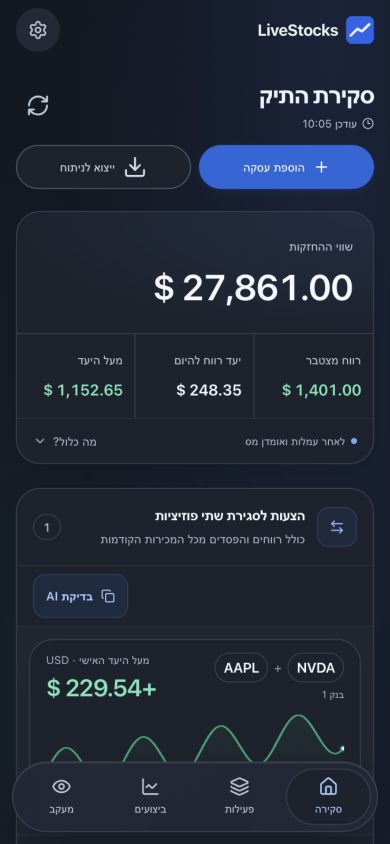 LiveStocks
סקירת התיק
עודכן 10:05
הוספת עסקה
ייצוא לניתוח
שווי ההחזקות
$ 27,861.00
רווח מצטבר
$ 1,401.00
יעד רווח להיום
$ 248.35
מעל היעד
$ 1,152.65
לאחר עמלות ואומדן מס
מה כלול?
הצעות לסגירת שתי פוזיציות
כולל רווחים והפסדים מכל המכירות הקודמות
1
בדיקת AI
NVDA + AAPL
בנק 1
מעל היעד האישי · USD
$ 229.54+
סקירה
פעילות
ביצועים
מעקב